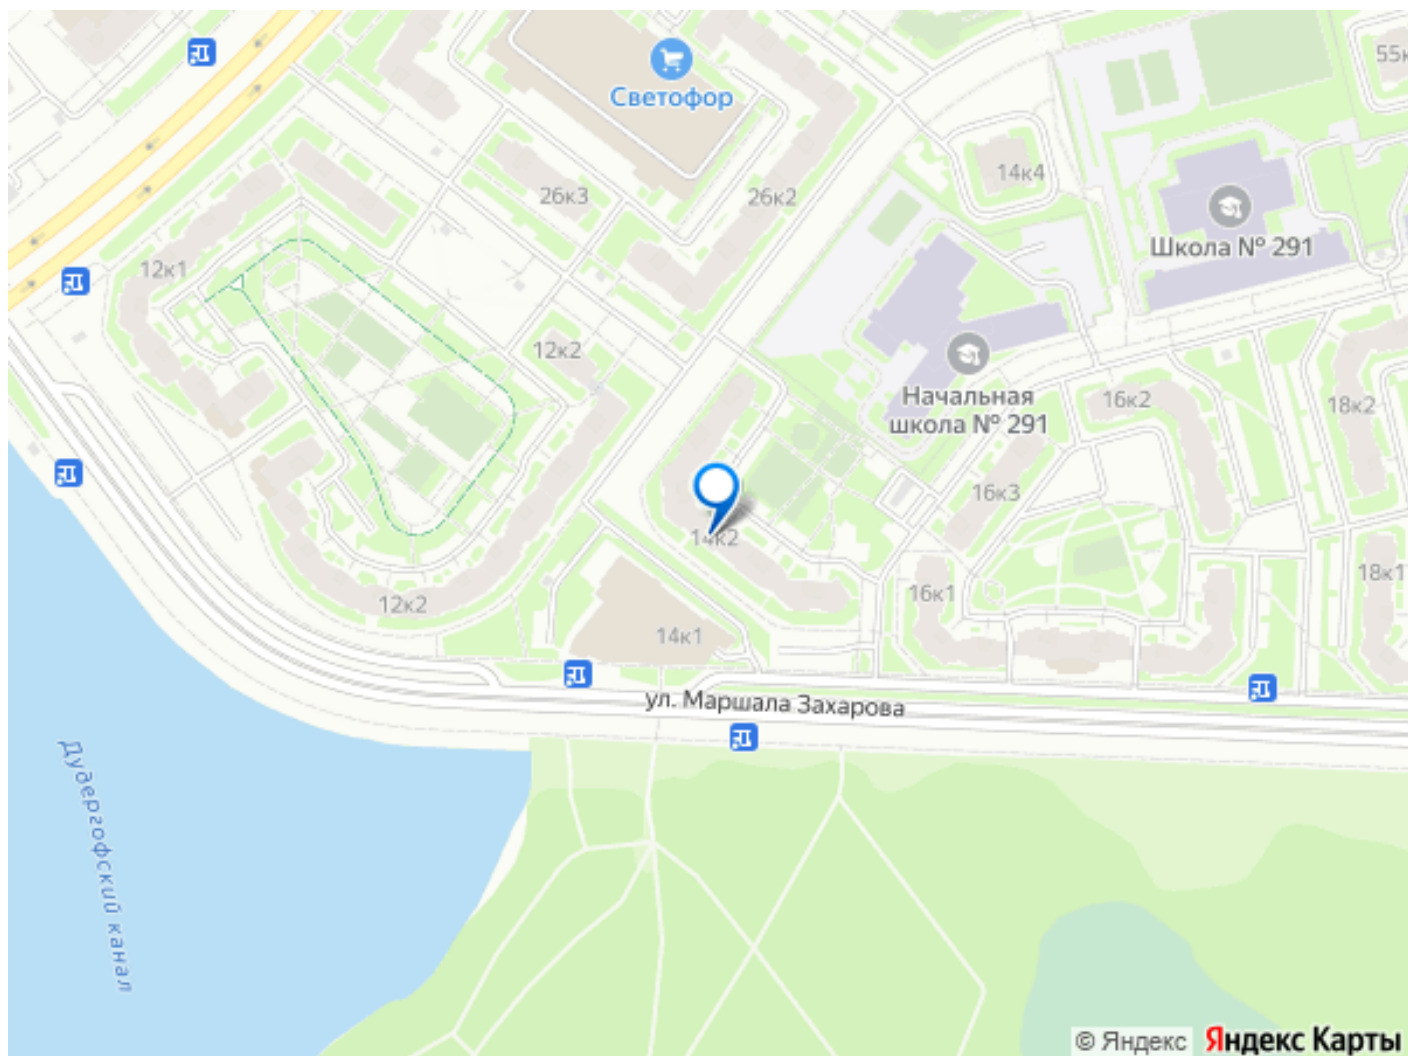 55к
Светофор
14к4
26к3
26к2
Школа № 291
12к1
12к2
Начальная
школа № 291
16к2
18к2
16к3
14к2
18к1
16к1
12к2
14к1
ул. Маршала Захарова
Дудергофский канал
© Яндекс Яндекс Карты